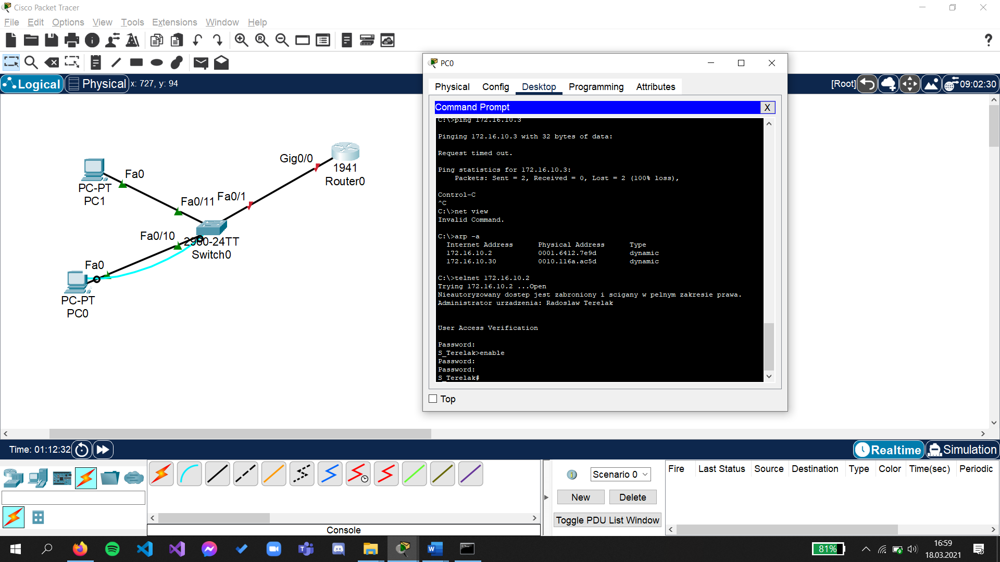 Cisco Packet Tracer
File Edit Options View Tools Extensions Window Help
Logical Physical x: 727, y: 94 [Root] 09:02:30
PC0
Physical Config Desktop Programming Attributes
Command Prompt X
C:\>ping 172.16.10.3
Pinging 172.16.10.3 with 32 bytes of data:
Request timed out.
Ping statistics for 172.16.10.3:
Packets: Sent = 2, Received = 0, Lost = 2 (100% loss),
Control-C
^C
C:\>net view
Invalid Command.
C:\>arp -a
Internet Address Physical Address Type
172.16.10.2 0001.6412.7e9d dynamic
172.16.10.30 0010.116a.ac5d dynamic
C:\>telnet 172.16.10.2
Trying 172.16.10.2 ...Open
Nieautoryzowany dostep jest zabroniony i scigany w pelnym zakresie prawa.
Administrator urzadzenia: Radoslaw Terelak
User Access Verification
Password:
S_Terelak>enable
Password:
Password:
S_Terelak#
Top
Gig0/0
1941
Router0
Fa0
PC-PT
PC1
Fa0/11 Fa0/1
Fa0/10
2960-24TT
Switch0
Fa0
PC-PT
PC0
Time: 01:12:32 Realtime Simulation
Scenario 0
New Delete
Toggle PDU List Window
Fire Last Status Source Destination Type Color Time(sec) Periodic
Console
81%
16:59
18.03.2021